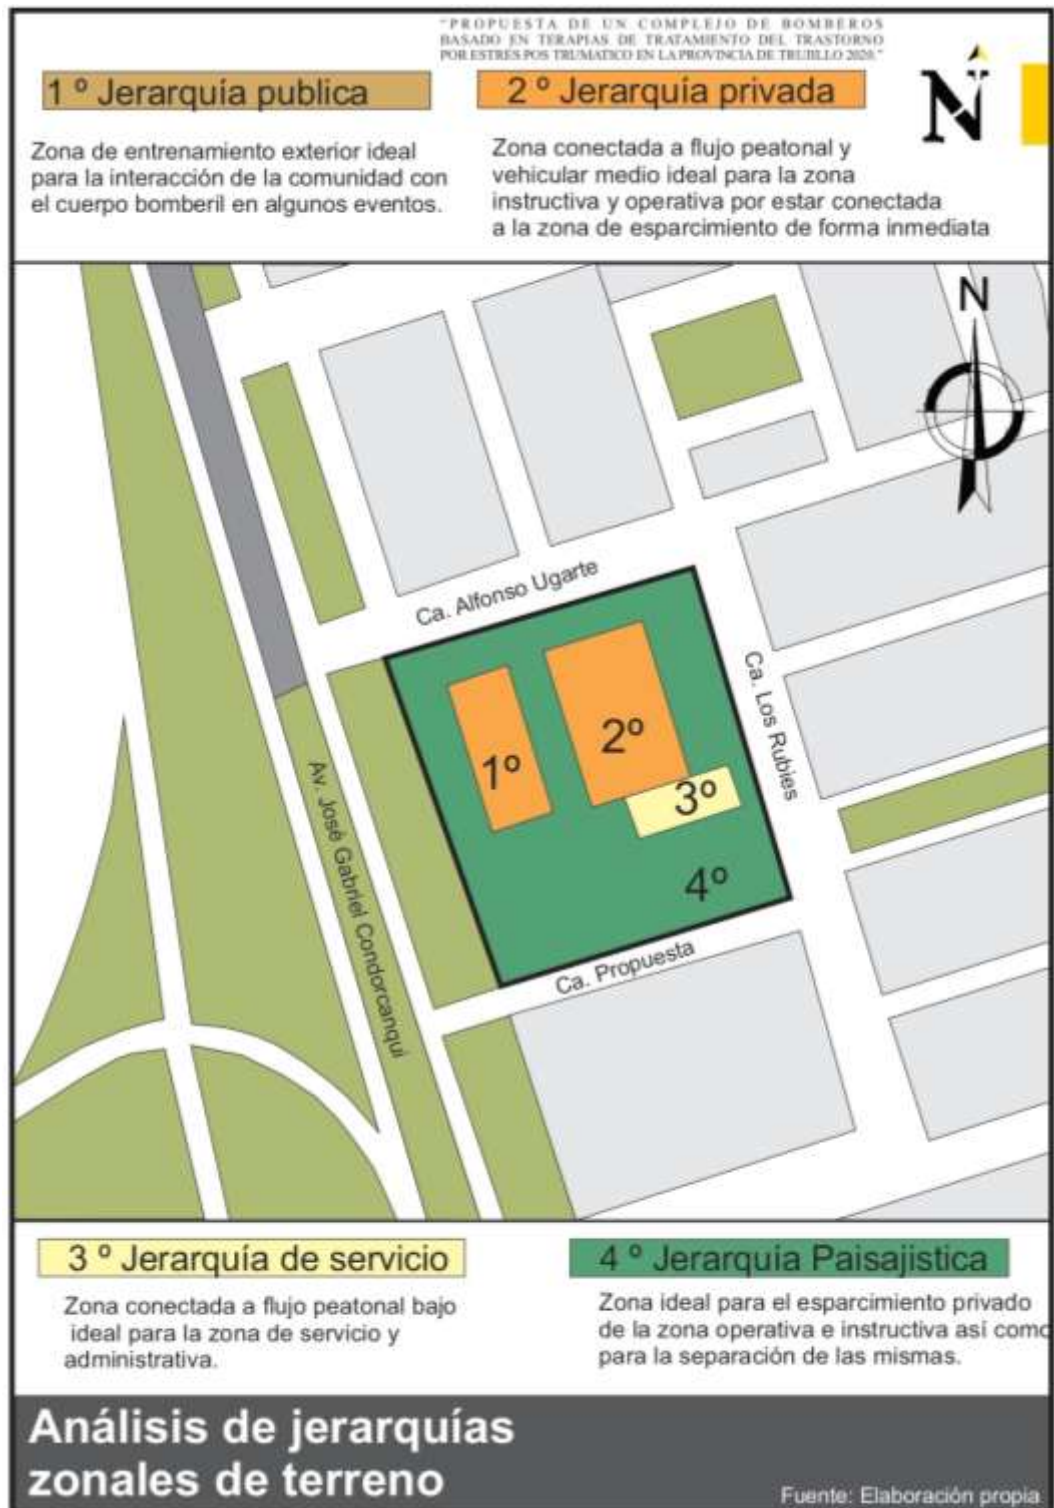 "PROPUESTA DE UN COMPLEJO DE BOMBEROS
BASADO EN TERAPIAS DE TRATAMIENTO DEL TRASTORNO
POR ESTRES POS TRUMATICO EN LA PROVINCIA DE TRUJILLO 2020."
1 º Jerarquía publica
2 º Jerarquía privada
N
Zona de entrenamiento exterior ideal
para la interacción de la comunidad con
el cuerpo bomberil en algunos eventos.
Zona conectada a flujo peatonal y
vehicular medio ideal para la zona
instructiva y operativa por estar conectada
a la zona de esparcimiento de forma inmediata
N
Ca. Alfonso Ugarte
Ca. Los Rubies
1º
2º
3º
4º
Av. José Gabriel Condorcanqui
Ca. Propuesta
3 º Jerarquía de servicio
4 º Jerarquía Paisajistica
Zona conectada a flujo peatonal bajo
ideal para la zona de servicio y
administrativa.
Zona ideal para el esparcimiento privado
de la zona operativa e instructiva así como
para la separación de las mismas.
Análisis de jerarquías
zonales de terreno
Fuente: Elaboración propia